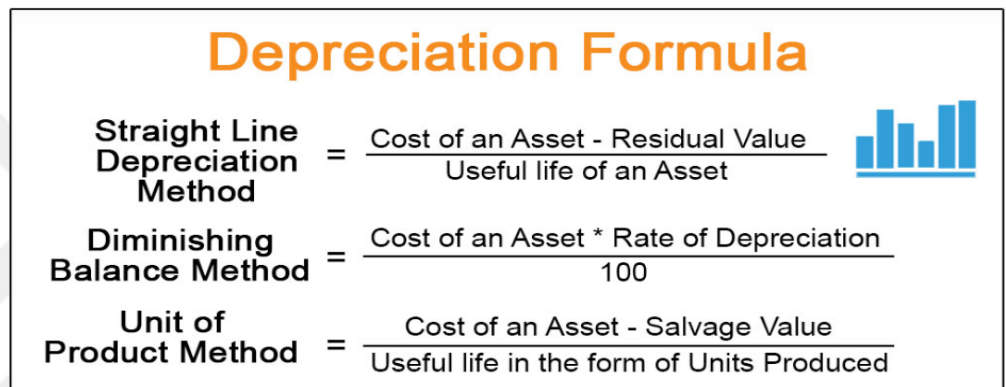 Depreciation Formula
Straight Line
Depreciation
Method
=
Cost of an Asset - Residual Value
Useful life of an Asset
Diminishing
Balance Method
=
Cost of an Asset * Rate of Depreciation
100
Unit of
Product Method
=
Cost of an Asset - Salvage Value
Useful life in the form of Units Produced